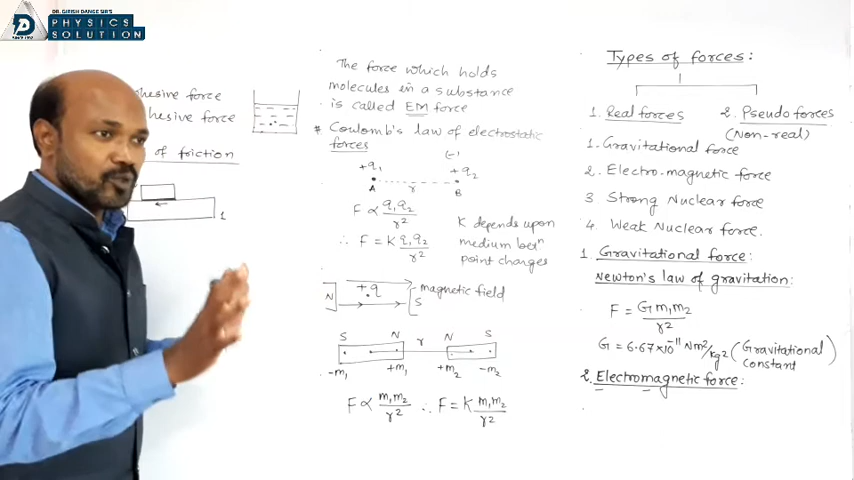 DR. GIRISH DANGE SIR'S
PHYSICS
SOLUTION
hesive force
hesive force
of friction
1
The force which holds
molecules in a substance
is called EM force
* Coulomb's law of electrostatic
forces
(-)
+q1 +q2
A r B
F ∝ q1q2/r2
∴ F = K q1q2/r2
K depends upon
medium betn
point changes
N +q S
magnetic field
S N r N S
-m1 +m1 +m2 -m2
F ∝ m1m2/r2 ∴ F = K m1m2/r2
Types of forces:
1. Real forces 2. Pseudo forces
(Non-real)
1. Gravitational force
2. Electro-magnetic force
3 Strong Nuclear force
4. Weak Nuclear force.
1 Gravitational force:
Newton's law of gravitation:
F = G m1m2/r2
G = 6.67×10-11 Nm2/kg2 (Gravitational
constant)
2. Electromagnetic force: